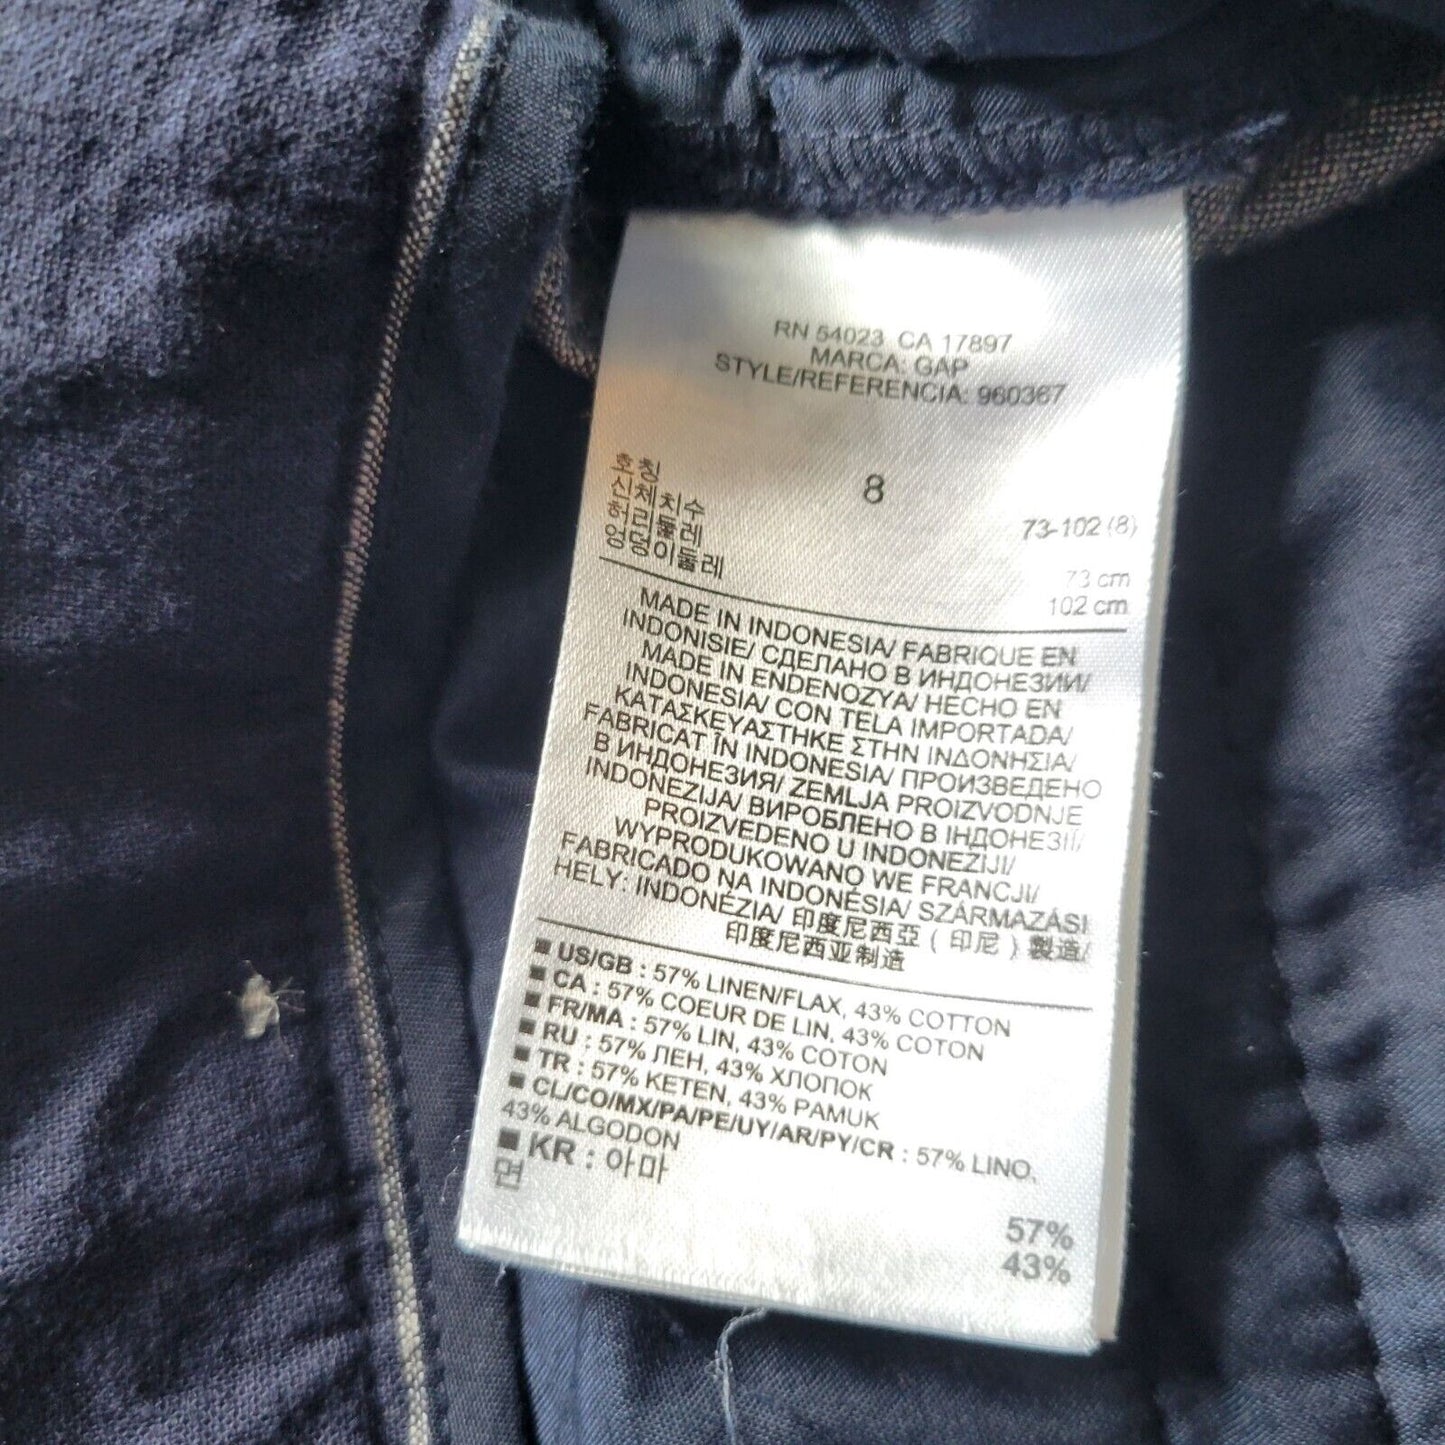 RN 54023 CA 17897
MARCA: GAP
STYLE/REFERENCIA: 960367
호칭 8
신체치수 73-102 (8)
허리둘레 73 cm
엉덩이둘레 102 cm
MADE IN INDONESIA/ FABRIQUE EN
INDONISIE/ СДЕЛАНО В ИНДОНЕЗИИ/
MADE IN ENDENOZYA/ HECHO EN
INDONESIA/ CON TELA IMPORTADA/
ΚΑΤΑΣΚΕΥΑΣΤΗΚΕ ΣΤΗΝ ΙΝΔΟΝΗΣΙΑ/
FABRICAT ÎN INDONESIA/ ПРОИЗВЕДЕНО
В ИНДОНЕЗИЯ/ ZEMLJA PROIZVODNJE
INDONEZIJA/ ВИРОБЛЕНО В ІНДОНЕЗІЇ/
PROIZVEDENO U INDONEZIJI/
WYPRODUKOWANO WE FRANCJI/
FABRICADO NA INDONÉSIA/ SZÁRMAZÁSI
HELY: INDONÉZIA/ 印度尼西亞 ( 印尼 ) 製造/
印度尼西亚制造
■ US/GB : 57% LINEN/FLAX, 43% COTTON
■ CA : 57% COEUR DE LIN, 43% COTON
■ FR/MA : 57% LIN, 43% COTON
■ RU : 57% ЛЕН, 43% ХЛОПОК
■ TR : 57% KETEN, 43% PAMUK
■ CL/CO/MX/PA/PE/UY/AR/PY/CR : 57% LINO,
43% ALGODON
■ KR : 아마 57%
면 43%